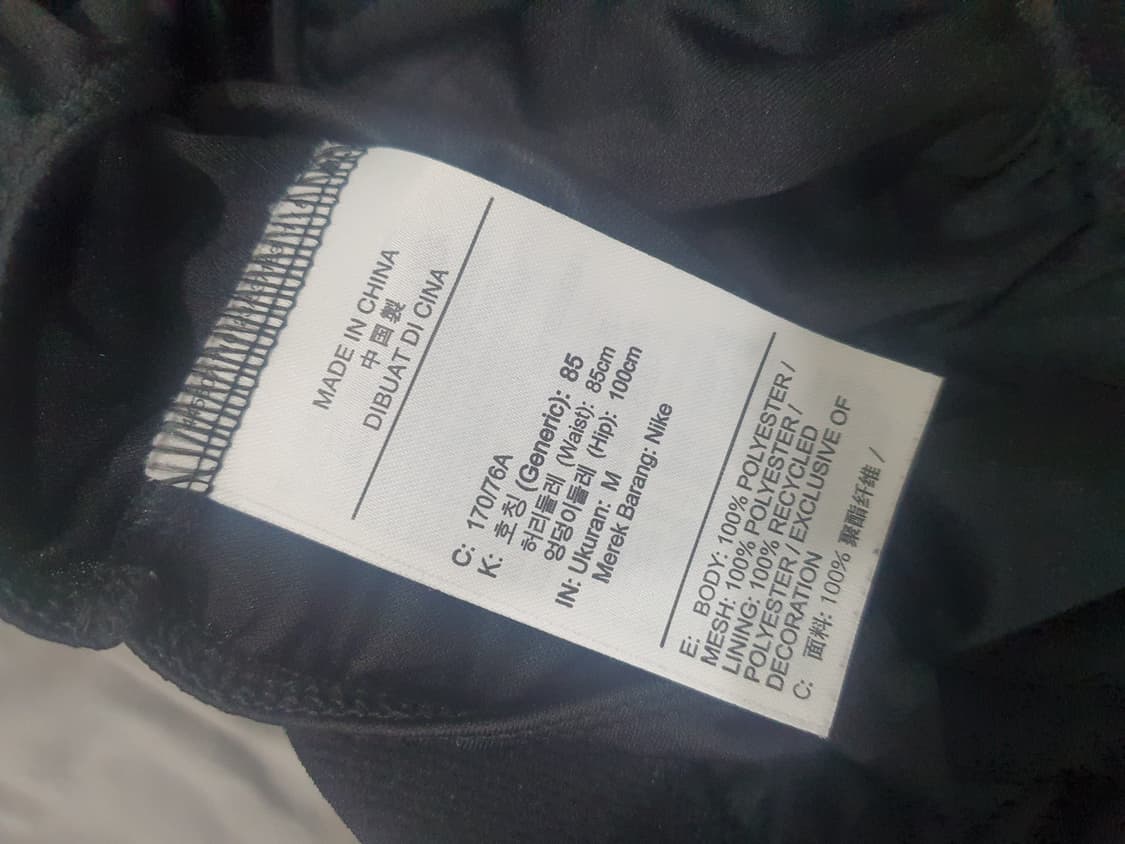 MADE IN CHINA
中国製
DIBUAT DI CINA
C: 170/76A
K: 호칭 (Generic): 85
허리둘레 (Waist): 85cm
엉덩이둘레 (Hip): 100cm
IN: Ukuran: M
Merek Barang: Nike
E: BODY: 100% POLYESTER /
MESH: 100% POLYESTER /
LINING: 100% RECYCLED
POLYESTER / EXCLUSIVE OF
DECORATION
C: 面料: 100% 聚酯纤维 /